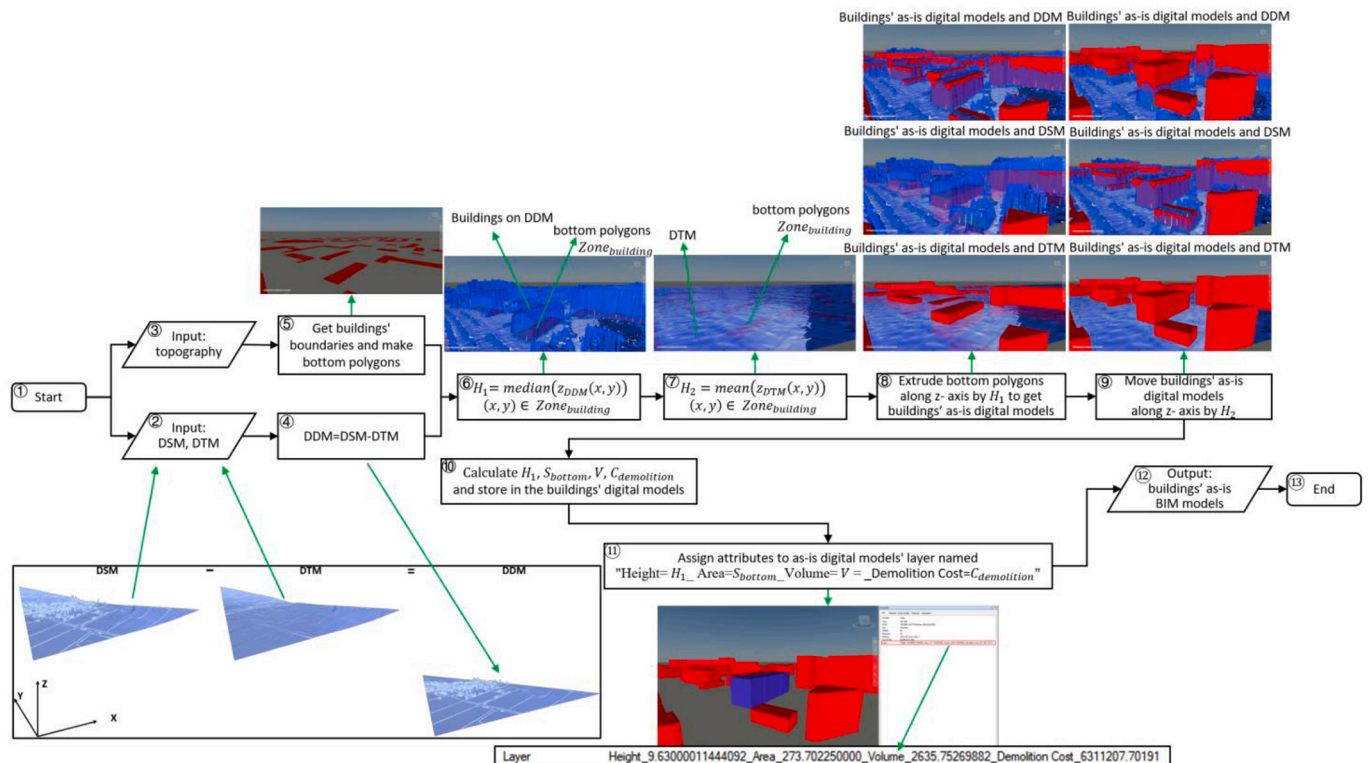 Buildings' as-is digital models and DDM
Buildings' as-is digital models and DDM
Buildings' as-is digital models and DSM
Buildings' as-is digital models and DSM
Buildings on DDM
bottom polygons
Zone_building
DTM
bottom polygons
Zone_building
Buildings' as-is digital models and DTM
Buildings' as-is digital models and DTM
① Start
③ Input:
topography
⑤ Get buildings'
boundaries and make
bottom polygons
② Input:
DSM, DTM
④ DDM=DSM-DTM
⑥ H₁ = median(z_DDM(x, y))
(x, y) ∈ Zone_building
⑦ H₂ = mean(z_DTM(x, y))
(x, y) ∈ Zone_building
⑧ Extrude bottom polygons
along z- axis by H₁ to get
buildings' as-is digital models
⑨ Move buildings' as-is
digital models
along z- axis by H₂
⑩ Calculate H₁, S_bottom, V, C_demolition
and store in the buildings' digital models
⑪ Assign attributes to as-is digital models' layer named
"Height= H₁_ Area=S_bottom_Volume= V = _Demolition Cost=C_demolition"
⑫ Output:
buildings' as-is
BIM models
⑬ End
DSM − DTM = DDM
Z
Y
X
Layer Height_9.63000011444092_Area_273.702250000_Volume_2635.75269882_Demolition Cost_6311207.70191